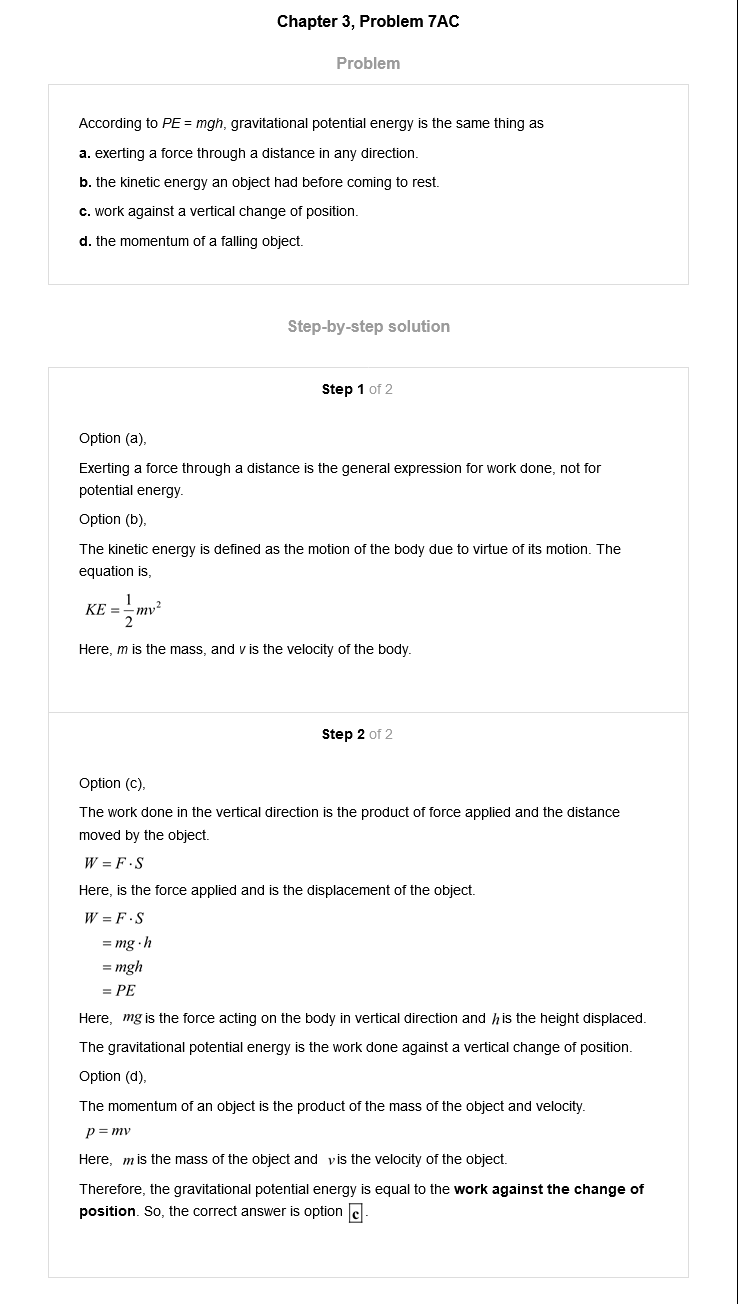 Chapter 3, Problem 7AC
Problem
According to PE = mgh, gravitational potential energy is the same thing as
a. exerting a force through a distance in any direction.
b. the kinetic energy an object had before coming to rest.
c. work against a vertical change of position.
d. the momentum of a falling object.
Step-by-step solution
Step 1 of 2
Option (a),
Exerting a force through a distance is the general expression for work done, not for
potential energy.
Option (b),
The kinetic energy is defined as the motion of the body due to virtue of its motion. The
equation is,
KE = 1/2 mv²
Here, m is the mass, and v is the velocity of the body.
Step 2 of 2
Option (c),
The work done in the vertical direction is the product of force applied and the distance
moved by the object.
W = F · S
Here, is the force applied and is the displacement of the object.
W = F · S
= mg · h
= mgh
= PE
Here, mg is the force acting on the body in vertical direction and h is the height displaced.
The gravitational potential energy is the work done against a vertical change of position.
Option (d),
The momentum of an object is the product of the mass of the object and velocity.
p = mv
Here, m is the mass of the object and v is the velocity of the object.
Therefore, the gravitational potential energy is equal to the work against the change of
position. So, the correct answer is option c.